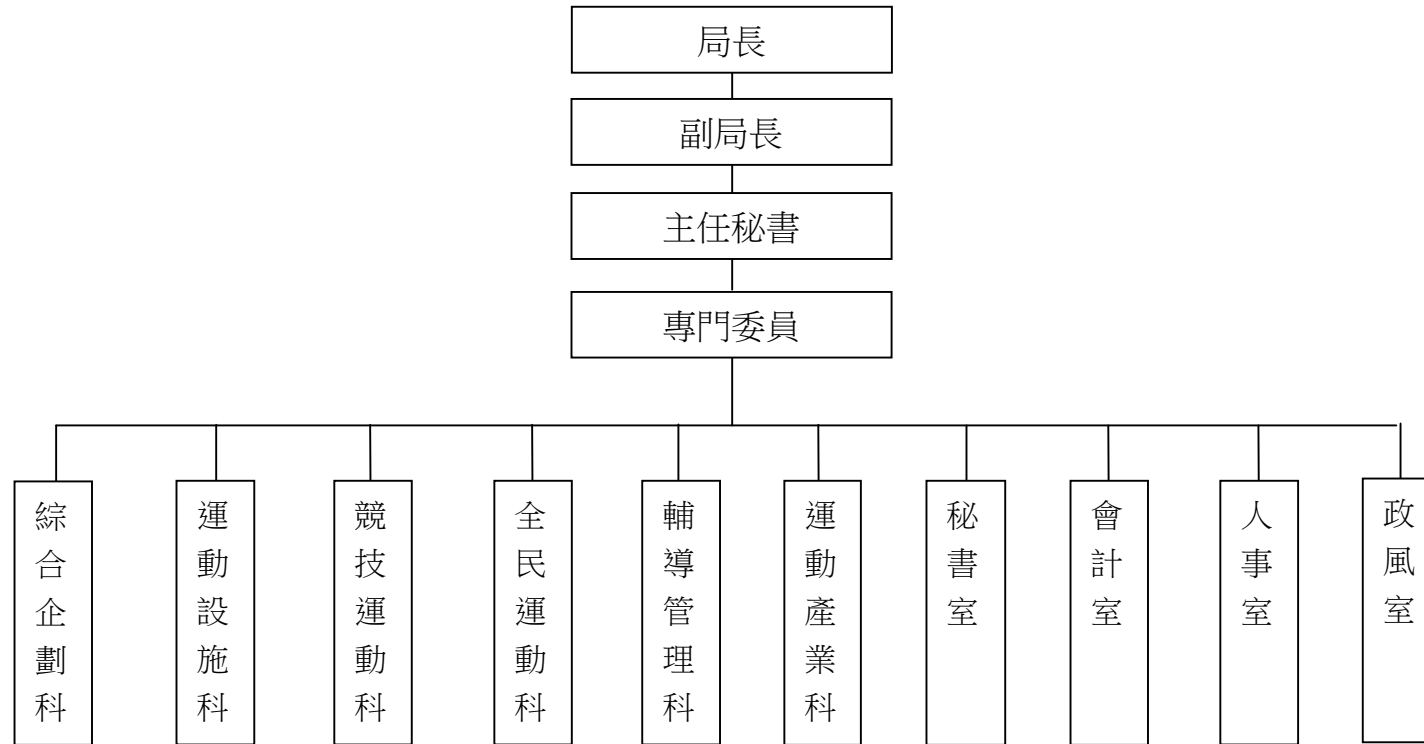 局長
副局長
主任秘書
專門委員
綜合企劃科
運動設施科
競技運動科
全民運動科
輔導管理科
運動產業科
秘書室
會計室
人事室
政風室